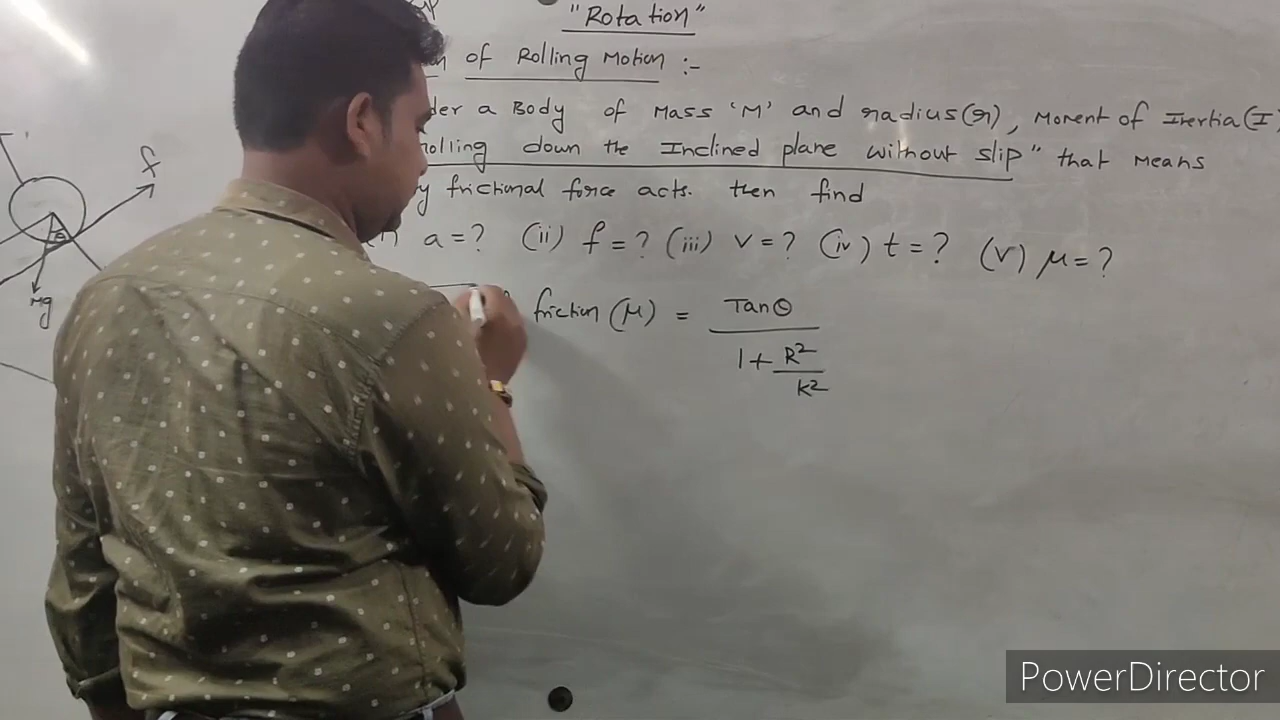 "Rotation"
of Rolling Motion :-
der a Body of Mass 'M' and radius(r), Moment of Inertia(I)
rolling down the Inclined plane without slip" that means
frictional force acts. then find
a=? (ii) f=? (iii) v=? (iv) t=? (v) μ=?
f
θ
mg
friction (μ) = Tanθ
1+ R²
k²
PowerDirector